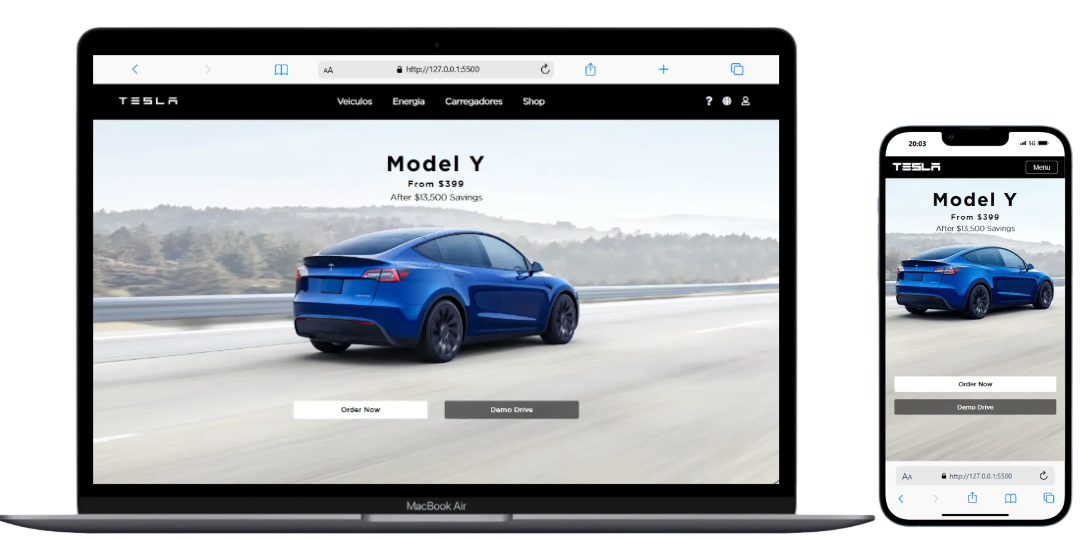 AA http://127.0.0.1:5500
TESLA Veiculos Energia Carregadores Shop ?
Model Y
From $399
After $13,500 Savings
Order Now Demo Drive
MacBook Air
20:03 5G
TESLA Menu
Model Y
From $399
After $13,500 Savings
Order Now
Demo Drive
AA http://127.0.0.1:5500